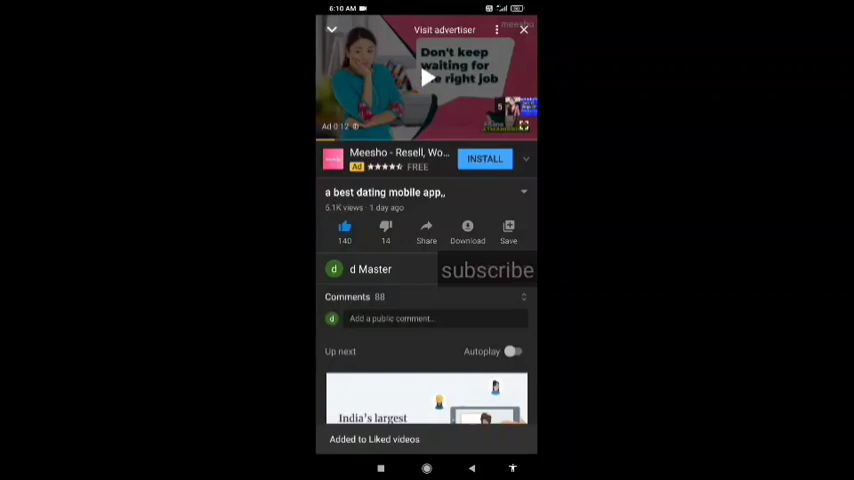 6:10 AM
meesho
Visit advertiser
Don't keep
waiting for
right job
5
Ad 0:12
Meesho - Resell, Wo...
INSTALL
Ad FREE
a best dating mobile app,,
5.1K views · 1 day ago
140 14 Share Download Save
d d Master subscribe
Comments 88
d Add a public comment...
Up next Autoplay
India's largest
Added to Liked videos